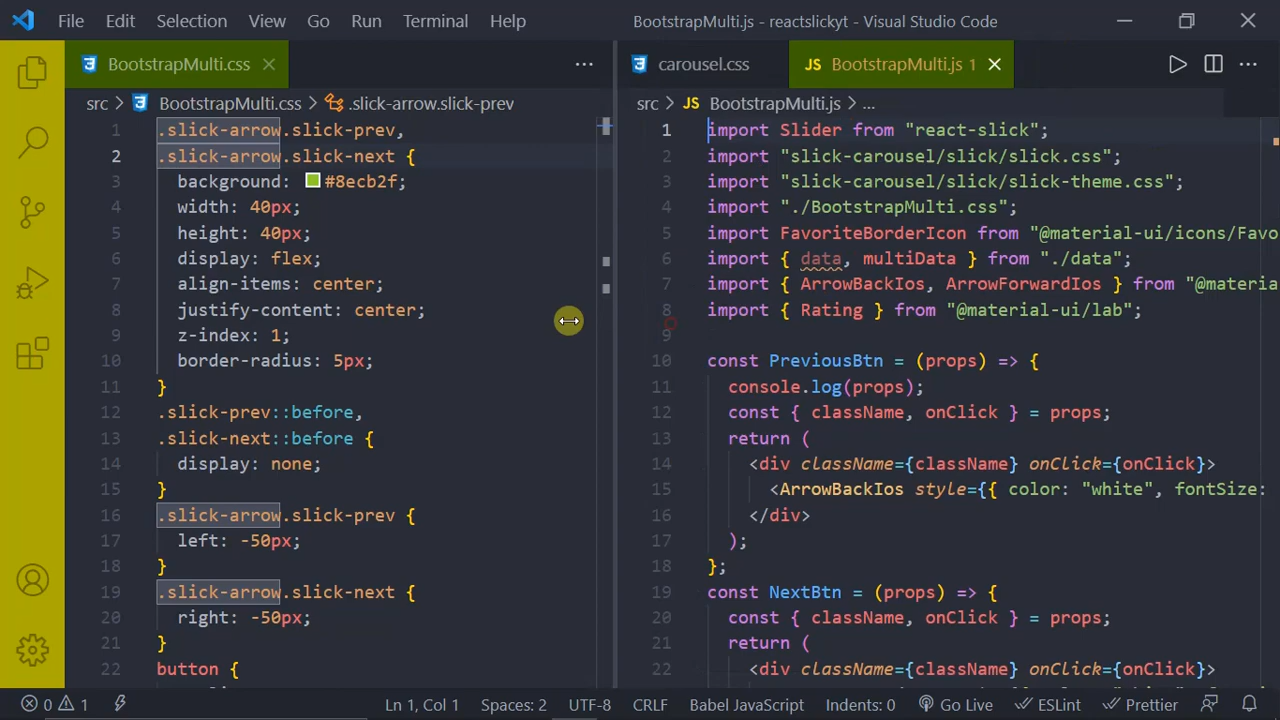 File Edit Selection View Go Run Terminal Help BootstrapMulti.js - reactslickyt - Visual Studio Code
BootstrapMulti.css
src BootstrapMulti.css .slick-arrow.slick-prev
1 .slick-arrow.slick-prev,
2 .slick-arrow.slick-next {
3 background: #8ecb2f;
4 width: 40px;
5 height: 40px;
6 display: flex;
7 align-items: center;
8 justify-content: center;
9 z-index: 1;
10 border-radius: 5px;
11 }
12 .slick-prev::before,
13 .slick-next::before {
14 display: none;
15 }
16 .slick-arrow.slick-prev {
17 left: -50px;
18 }
19 .slick-arrow.slick-next {
20 right: -50px;
21 }
22 button {
carousel.css JS BootstrapMulti.js 1
src JS BootstrapMulti.js ...
1 import Slider from "react-slick";
2 import "slick-carousel/slick/slick.css";
3 import "slick-carousel/slick/slick-theme.css";
4 import "./BootstrapMulti.css";
5 import FavoriteBorderIcon from "@material-ui/icons/Favo
6 import { data, multiData } from "./data";
7 import { ArrowBackIos, ArrowForwardIos } from "@materia
8 import { Rating } from "@material-ui/lab";
9
10 const PreviousBtn = (props) => {
11 console.log(props);
12 const { className, onClick } = props;
13 return (
14 <div className={className} onClick={onClick}>
15 <ArrowBackIos style={{ color: "white", fontSize:
16 </div>
17 );
18 };
19 const NextBtn = (props) => {
20 const { className, onClick } = props;
21 return (
22 <div className={className} onClick={onClick}>
0 1 Ln 1, Col 1 Spaces: 2 UTF-8 CRLF Babel JavaScript Indents: 0 Go Live ESLint Prettier